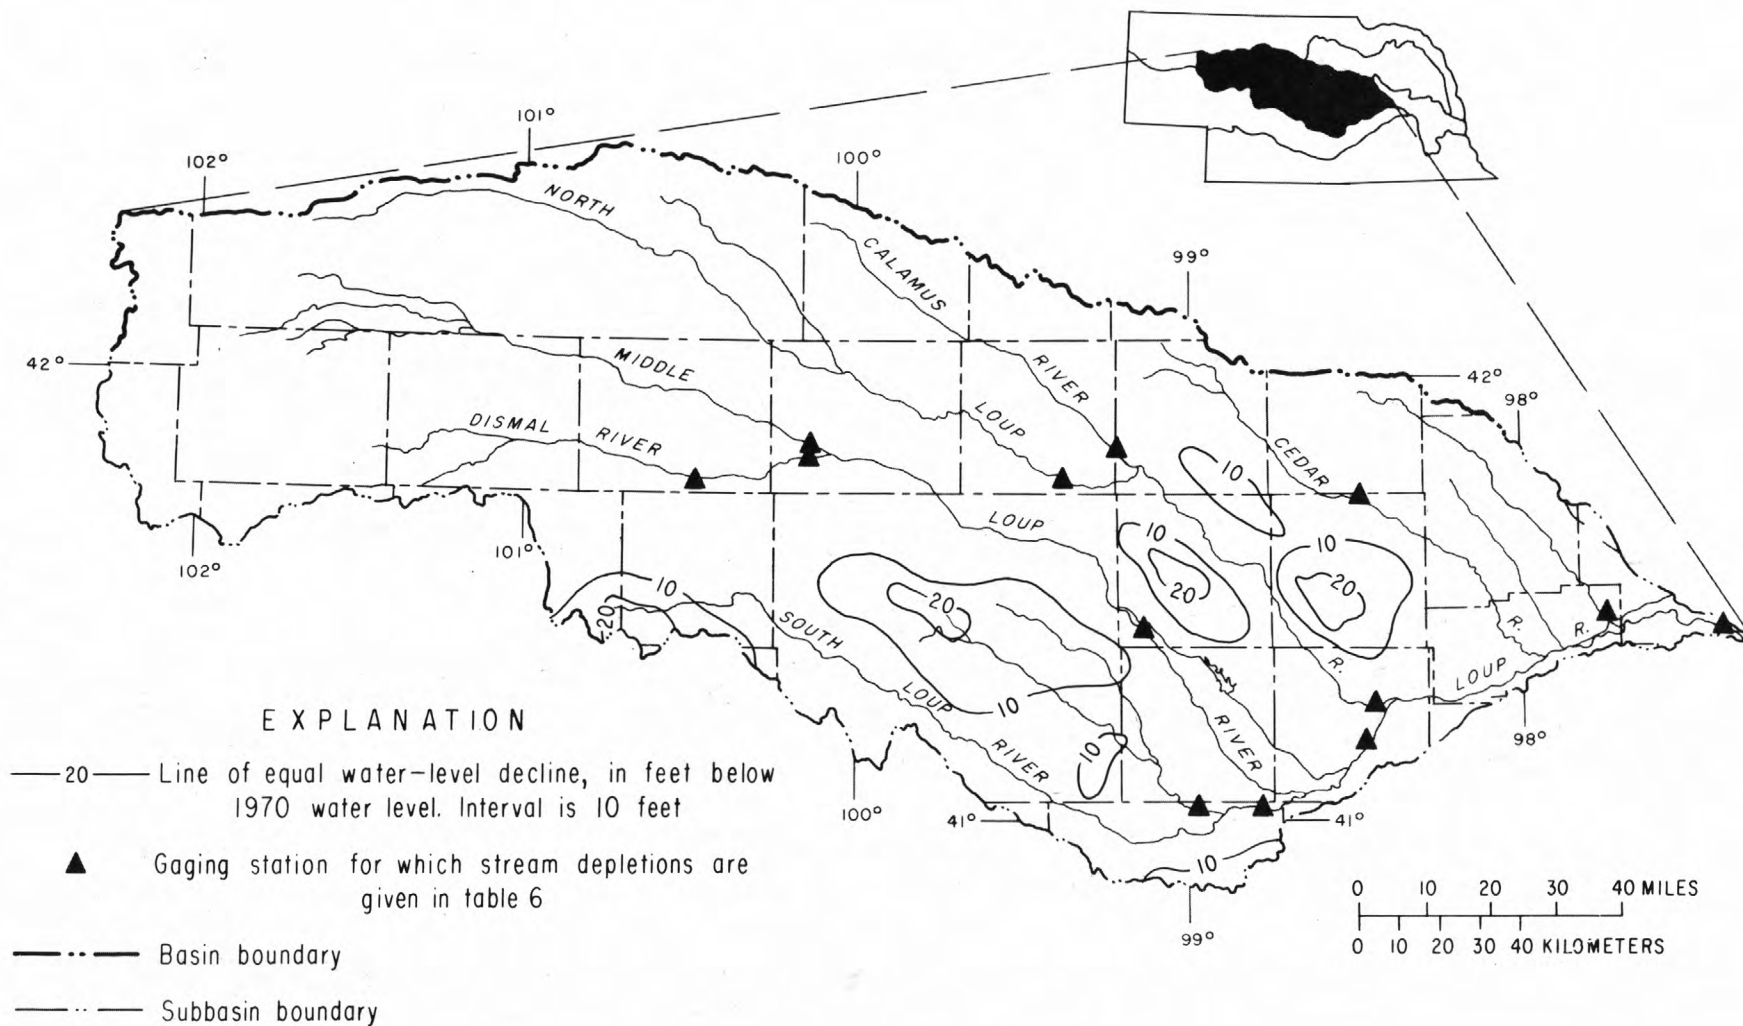 101°
102°
100°
NORTH
CALAMUS
99°
42°
MIDDLE
RIVER
42°
98°
DISMAL
RIVER
LOUP
CEDAR
10
LOUP
10
10
101°
102°
10
20
20
20
20
SOUTH
R.
R.
R.
LOUP
LOUP
10
RIVER
RIVER
10
98°
100°
41°
41°
10
99°
EXPLANATION
20 Line of equal water-level decline, in feet below
1970 water level. Interval is 10 feet
Gaging station for which stream depletions are
given in table 6
Basin boundary
Subbasin boundary
0 10 20 30 40 MILES
0 10 20 30 40 KILOMETERS